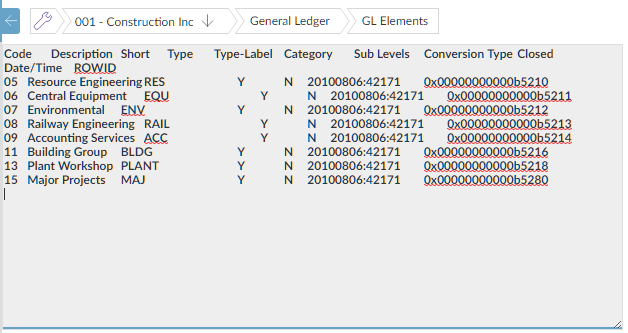 001 - Construction Inc General Ledger GL Elements
Code Description Short Type Type-Label Category Sub Levels Conversion Type Closed
Date/Time ROWID
05 Resource Engineering RES Y N 20100806:42171 0x00000000000b5210
06 Central Equipment EQU Y N 20100806:42171 0x00000000000b5211
07 Environmental ENV Y N 20100806:42171 0x00000000000b5212
08 Railway Engineering RAIL Y N 20100806:42171 0x00000000000b5213
09 Accounting Services ACC Y N 20100806:42171 0x00000000000b5214
11 Building Group BLDG Y N 20100806:42171 0x00000000000b5216
13 Plant Workshop PLANT Y N 20100806:42171 0x00000000000b5218
15 Major Projects MAJ Y N 20100806:42171 0x00000000000b5280